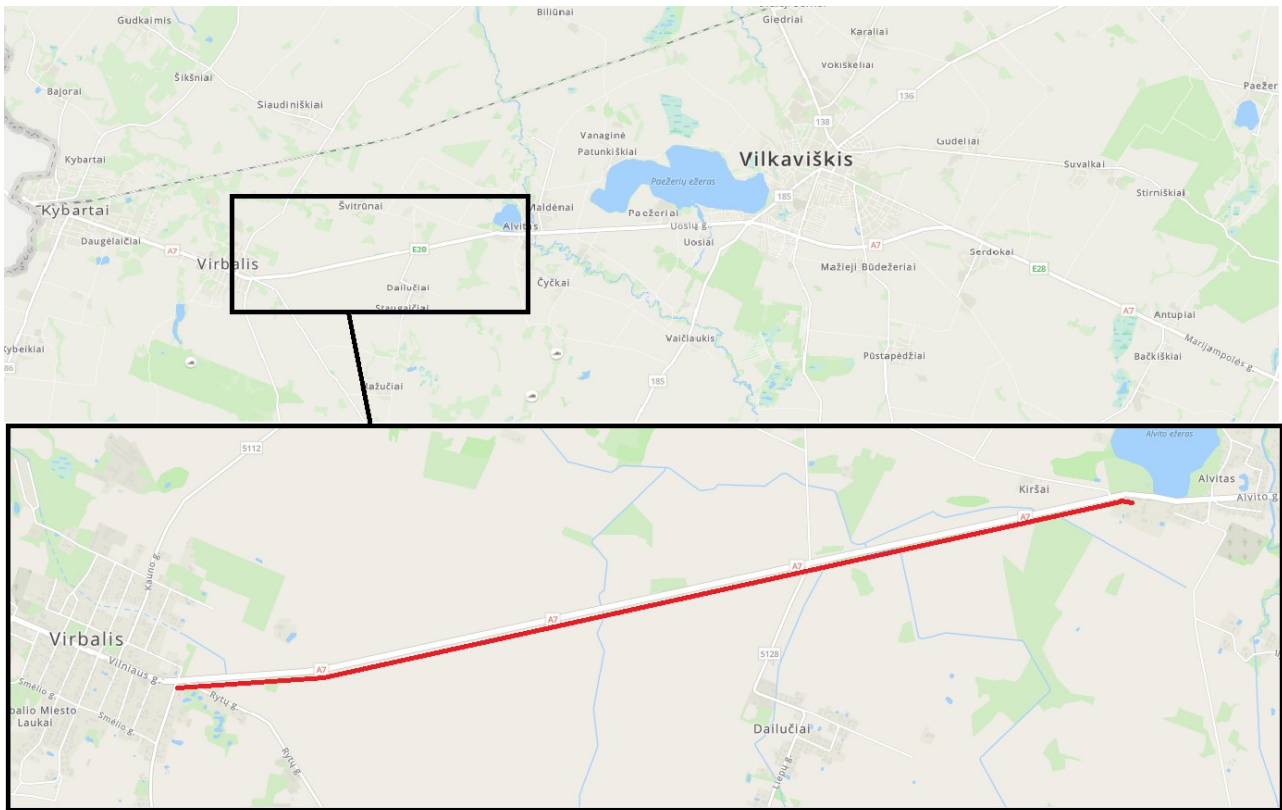 Gudkaimis
Biliūnai
Giedriai
Karaliai
Šikšniai
Vokiškeliai
Bajorai
Paežer
136
Siaudiniškiai
138
Vanaginė
Gudeliai
Patunkiškiai
Vilkaviškis
Kybartai
Suvalkai
Paežerių ežeras
Stirniškiai
185
Kybartai
Švitrūnai
Maldėnai
Paežeriai
Alvitas
Uosių g.
Daugėlaičiai
Uosiai
A7
E28
A7
Serdokai
Virbalis
Mažieji Būdežeriai
E28
Čyčkai
Dailučiai
Staugaičiai
A7
Antupiai
Vaičlaukis
Marijampolės g.
Kybeikiai
Pūstapėdžiai
Bačkiškiai
185
Mažučiai
Alvito ežeras
5112
Alvitas
Kiršai
Alvito g.
A7
Kauno g.
A7
A7
Virbalis
5128
Vilniaus g.
A7
Smėlio g.
Rytų g.
balio Miesto
Laukai
Smėlio g.
Dailučiai
Rytų g.
Liepų g.